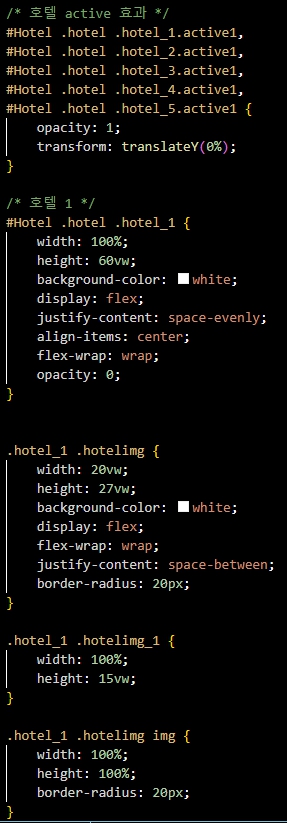 /* 호텔 active 효과 */
#Hotel .hotel .hotel_1.active1,
#Hotel .hotel .hotel_2.active1,
#Hotel .hotel .hotel_3.active1,
#Hotel .hotel .hotel_4.active1,
#Hotel .hotel .hotel_5.active1 {
    opacity: 1;
    transform: translateY(0%);
}
/* 호텔 1 */
#Hotel .hotel .hotel_1 {
    width: 100%;
    height: 60vw;
    background-color: white;
    display: flex;
    justify-content: space-evenly;
    align-items: center;
    flex-wrap: wrap;
    opacity: 0;
}
.hotel_1 .hotelimg {
    width: 20vw;
    height: 27vw;
    background-color: white;
    display: flex;
    flex-wrap: wrap;
    justify-content: space-between;
    border-radius: 20px;
}
.hotel_1 .hotelimg_1 {
    width: 100%;
    height: 15vw;
}
.hotel_1 .hotelimg img {
    width: 100%;
    height: 100%;
    border-radius: 20px;
}